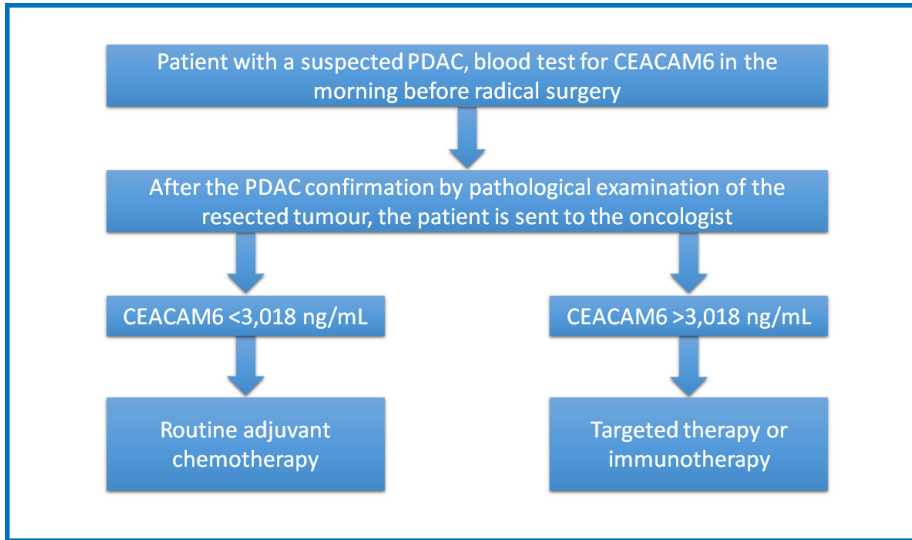 Patient with a suspected PDAC, blood test for CEACAM6 in the
morning before radical surgery
After the PDAC confirmation by pathological examination of the
resected tumour, the patient is sent to the oncologist
CEACAM6 <3,018 ng/mL
CEACAM6 >3,018 ng/mL
Routine adjuvant
chemotherapy
Targeted therapy or
immunotherapy